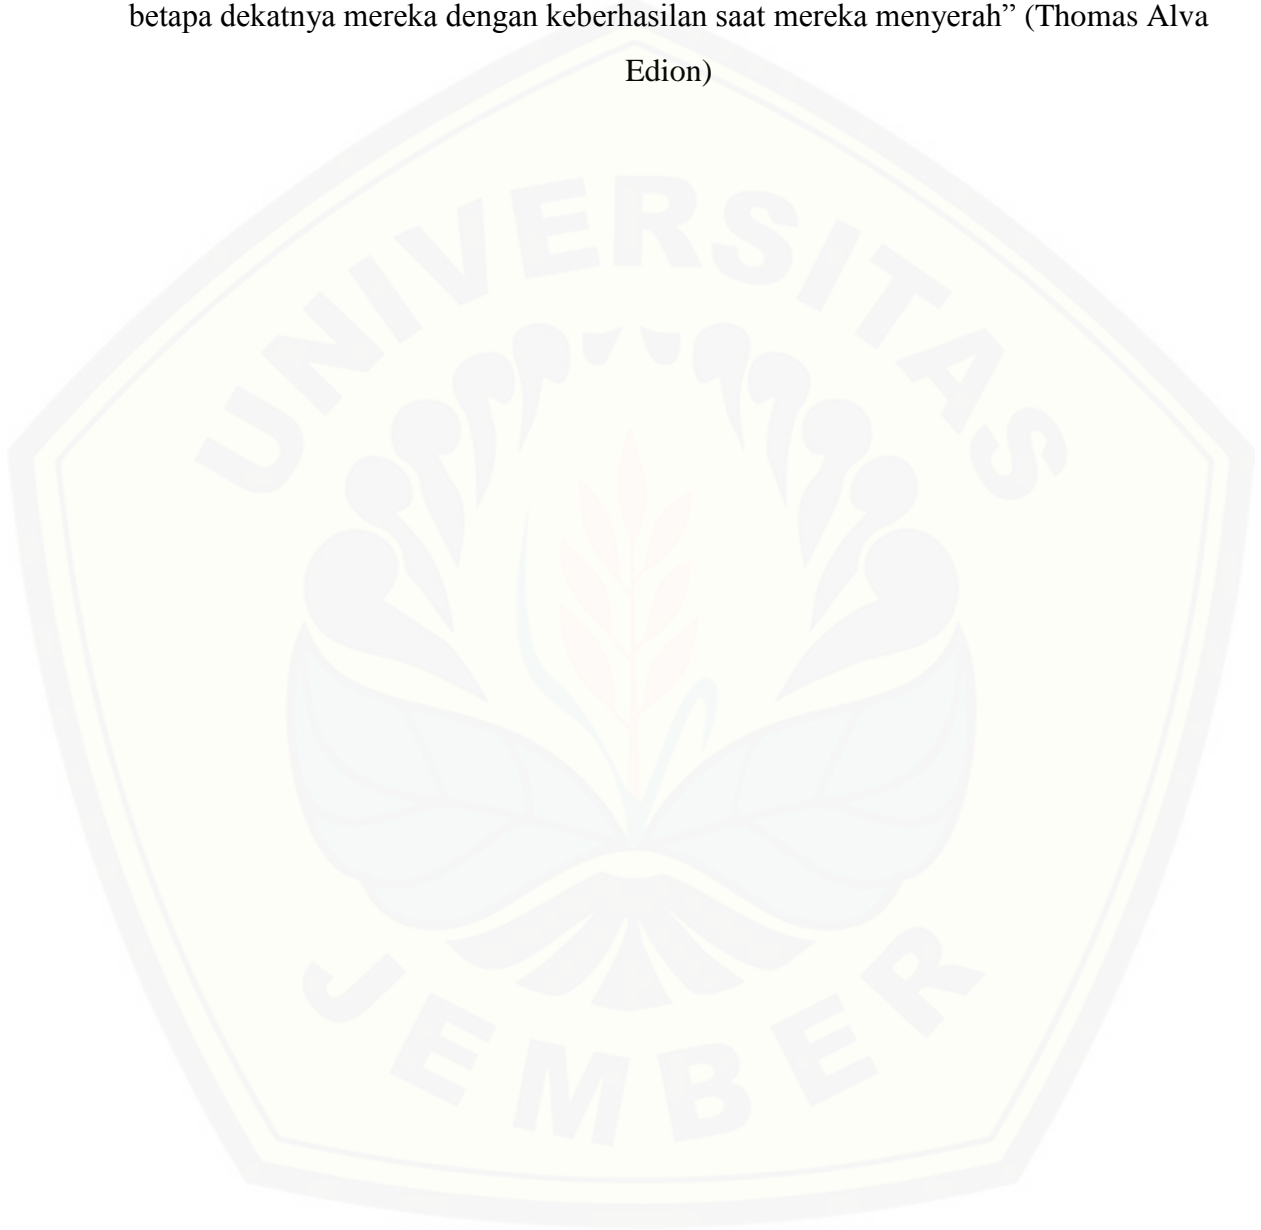 betapa dekatnya mereka dengan keberhasilan saat mereka menyerah” (Thomas Alva
Edion)
UNIVERSITAS
JEMBER